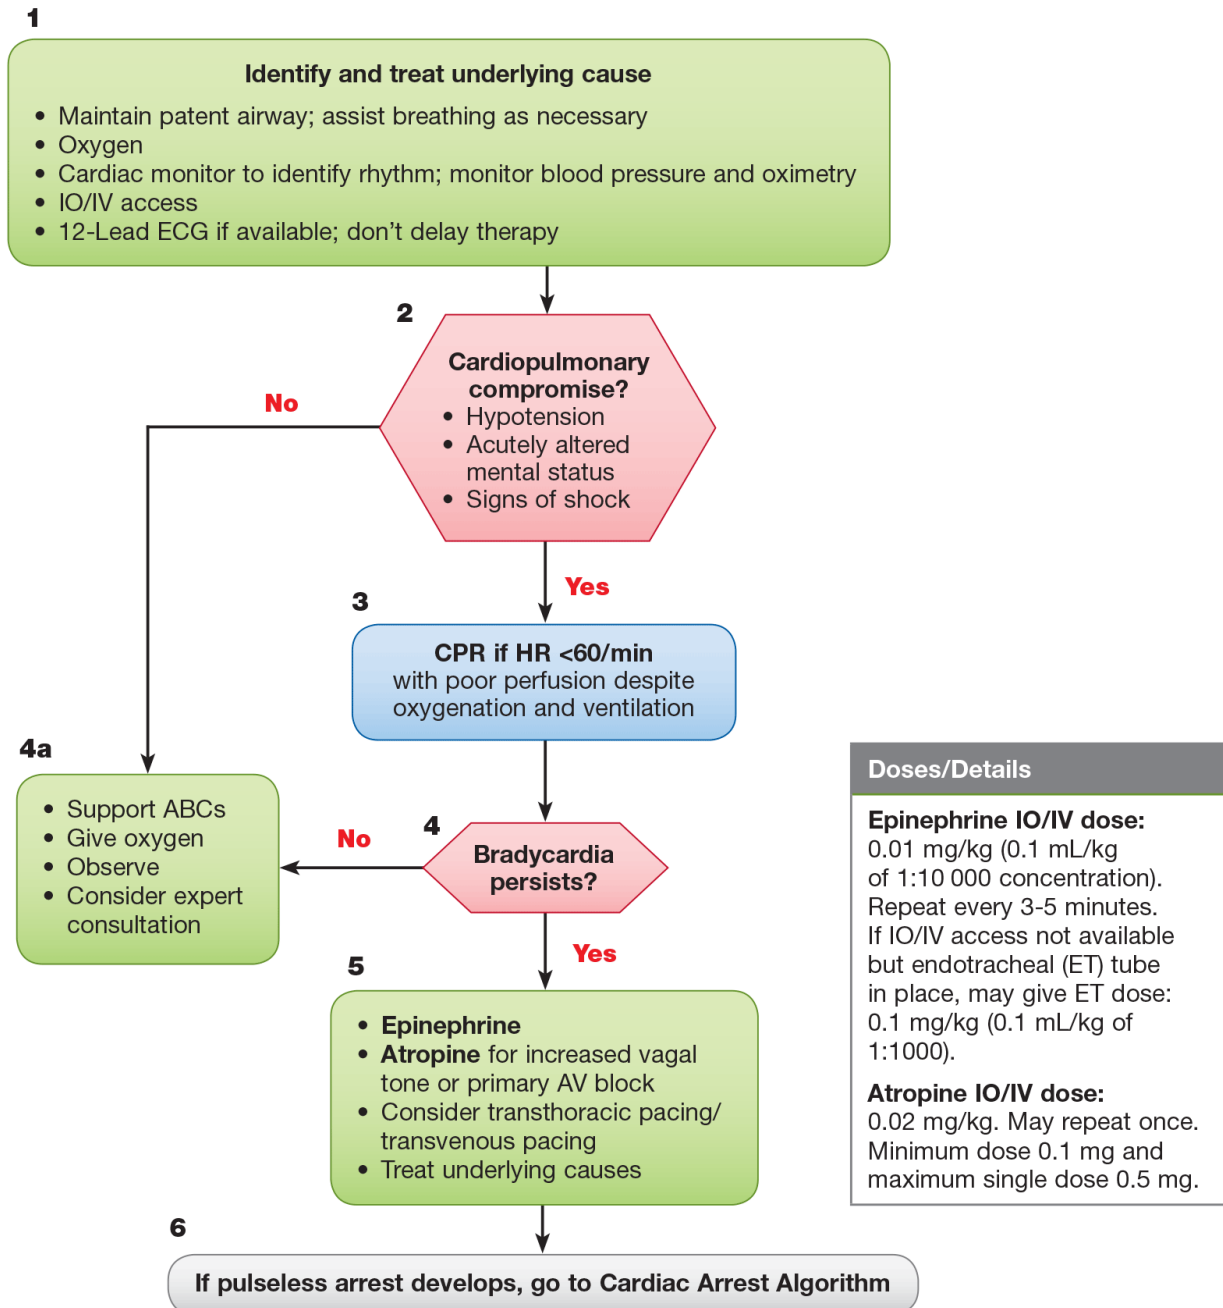 1
Identify and treat underlying cause
• Maintain patent airway; assist breathing as necessary
• Oxygen
• Cardiac monitor to identify rhythm; monitor blood pressure and oximetry
• IO/IV access
• 12-Lead ECG if available; don't delay therapy
2
Cardiopulmonary
compromise?
• Hypotension
• Acutely altered
mental status
• Signs of shock
No
Yes
3
CPR if HR <60/min
with poor perfusion despite
oxygenation and ventilation
4a
• Support ABCs
• Give oxygen
• Observe
• Consider expert
consultation
No
4
Bradycardia
persists?
Yes
5
• Epinephrine
• Atropine for increased vagal
tone or primary AV block
• Consider transthoracic pacing/
transvenous pacing
• Treat underlying causes
6
If pulseless arrest develops, go to Cardiac Arrest Algorithm
Doses/Details
Epinephrine IO/IV dose:
0.01 mg/kg (0.1 mL/kg
of 1:10 000 concentration).
Repeat every 3-5 minutes.
If IO/IV access not available
but endotracheal (ET) tube
in place, may give ET dose:
0.1 mg/kg (0.1 mL/kg of
1:1000).
Atropine IO/IV dose:
0.02 mg/kg. May repeat once.
Minimum dose 0.1 mg and
maximum single dose 0.5 mg.